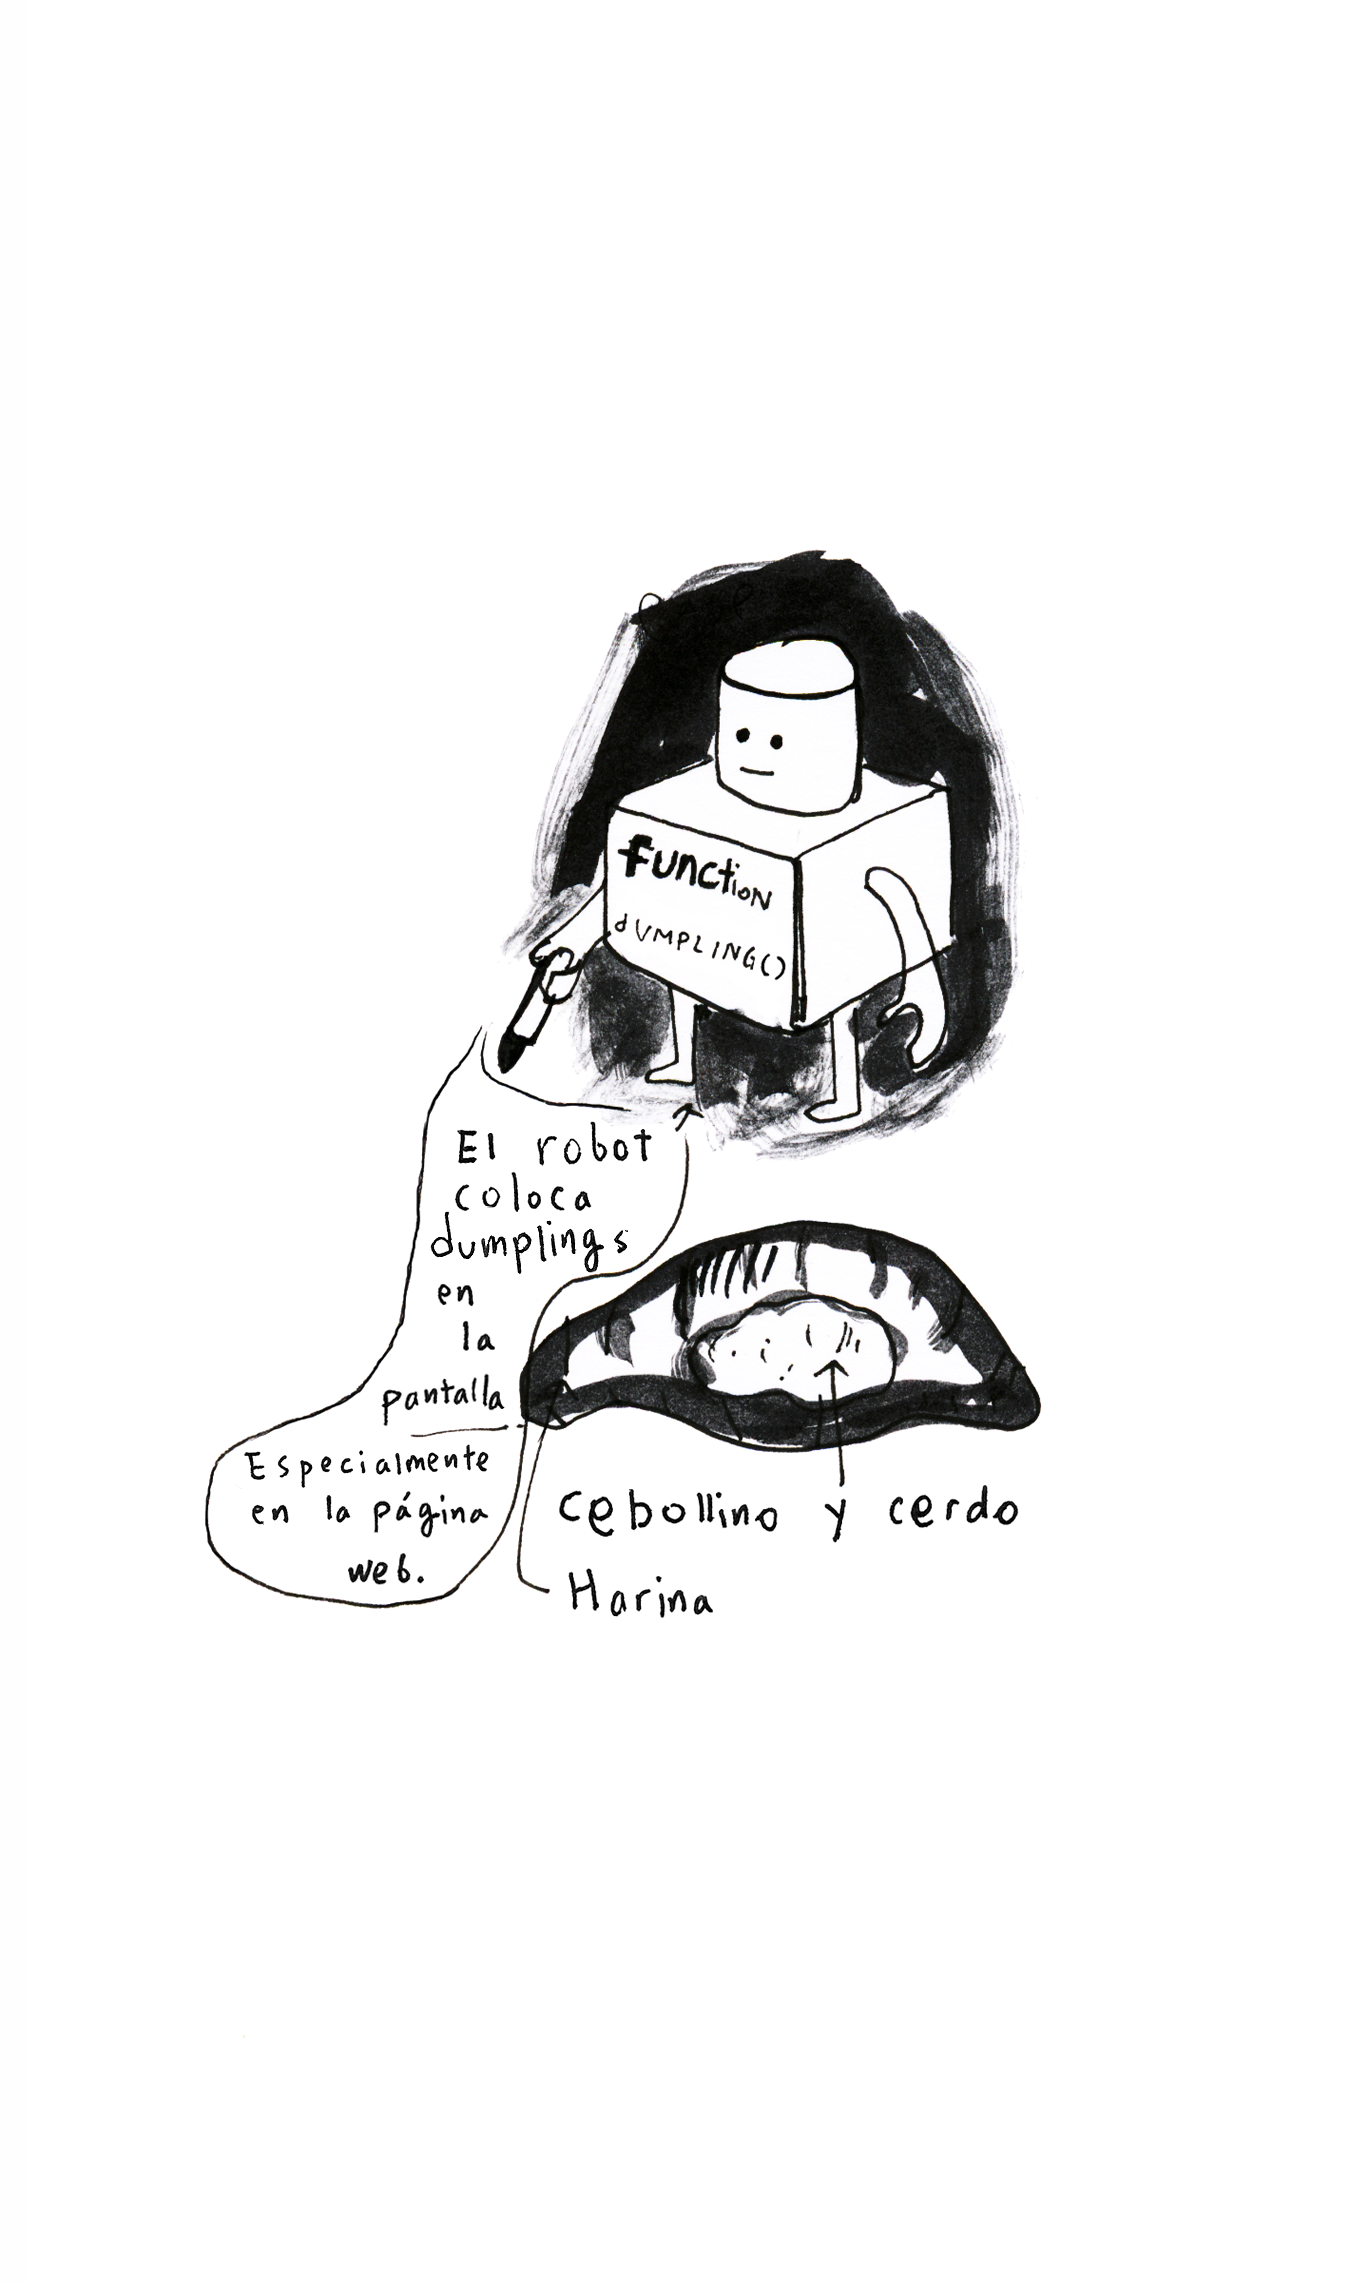 function
dUMPLING()
El robot
coloca
dumplings
en
la
pantalla
Especialmente
en la página
web.
cebollino y cerdo
Harina